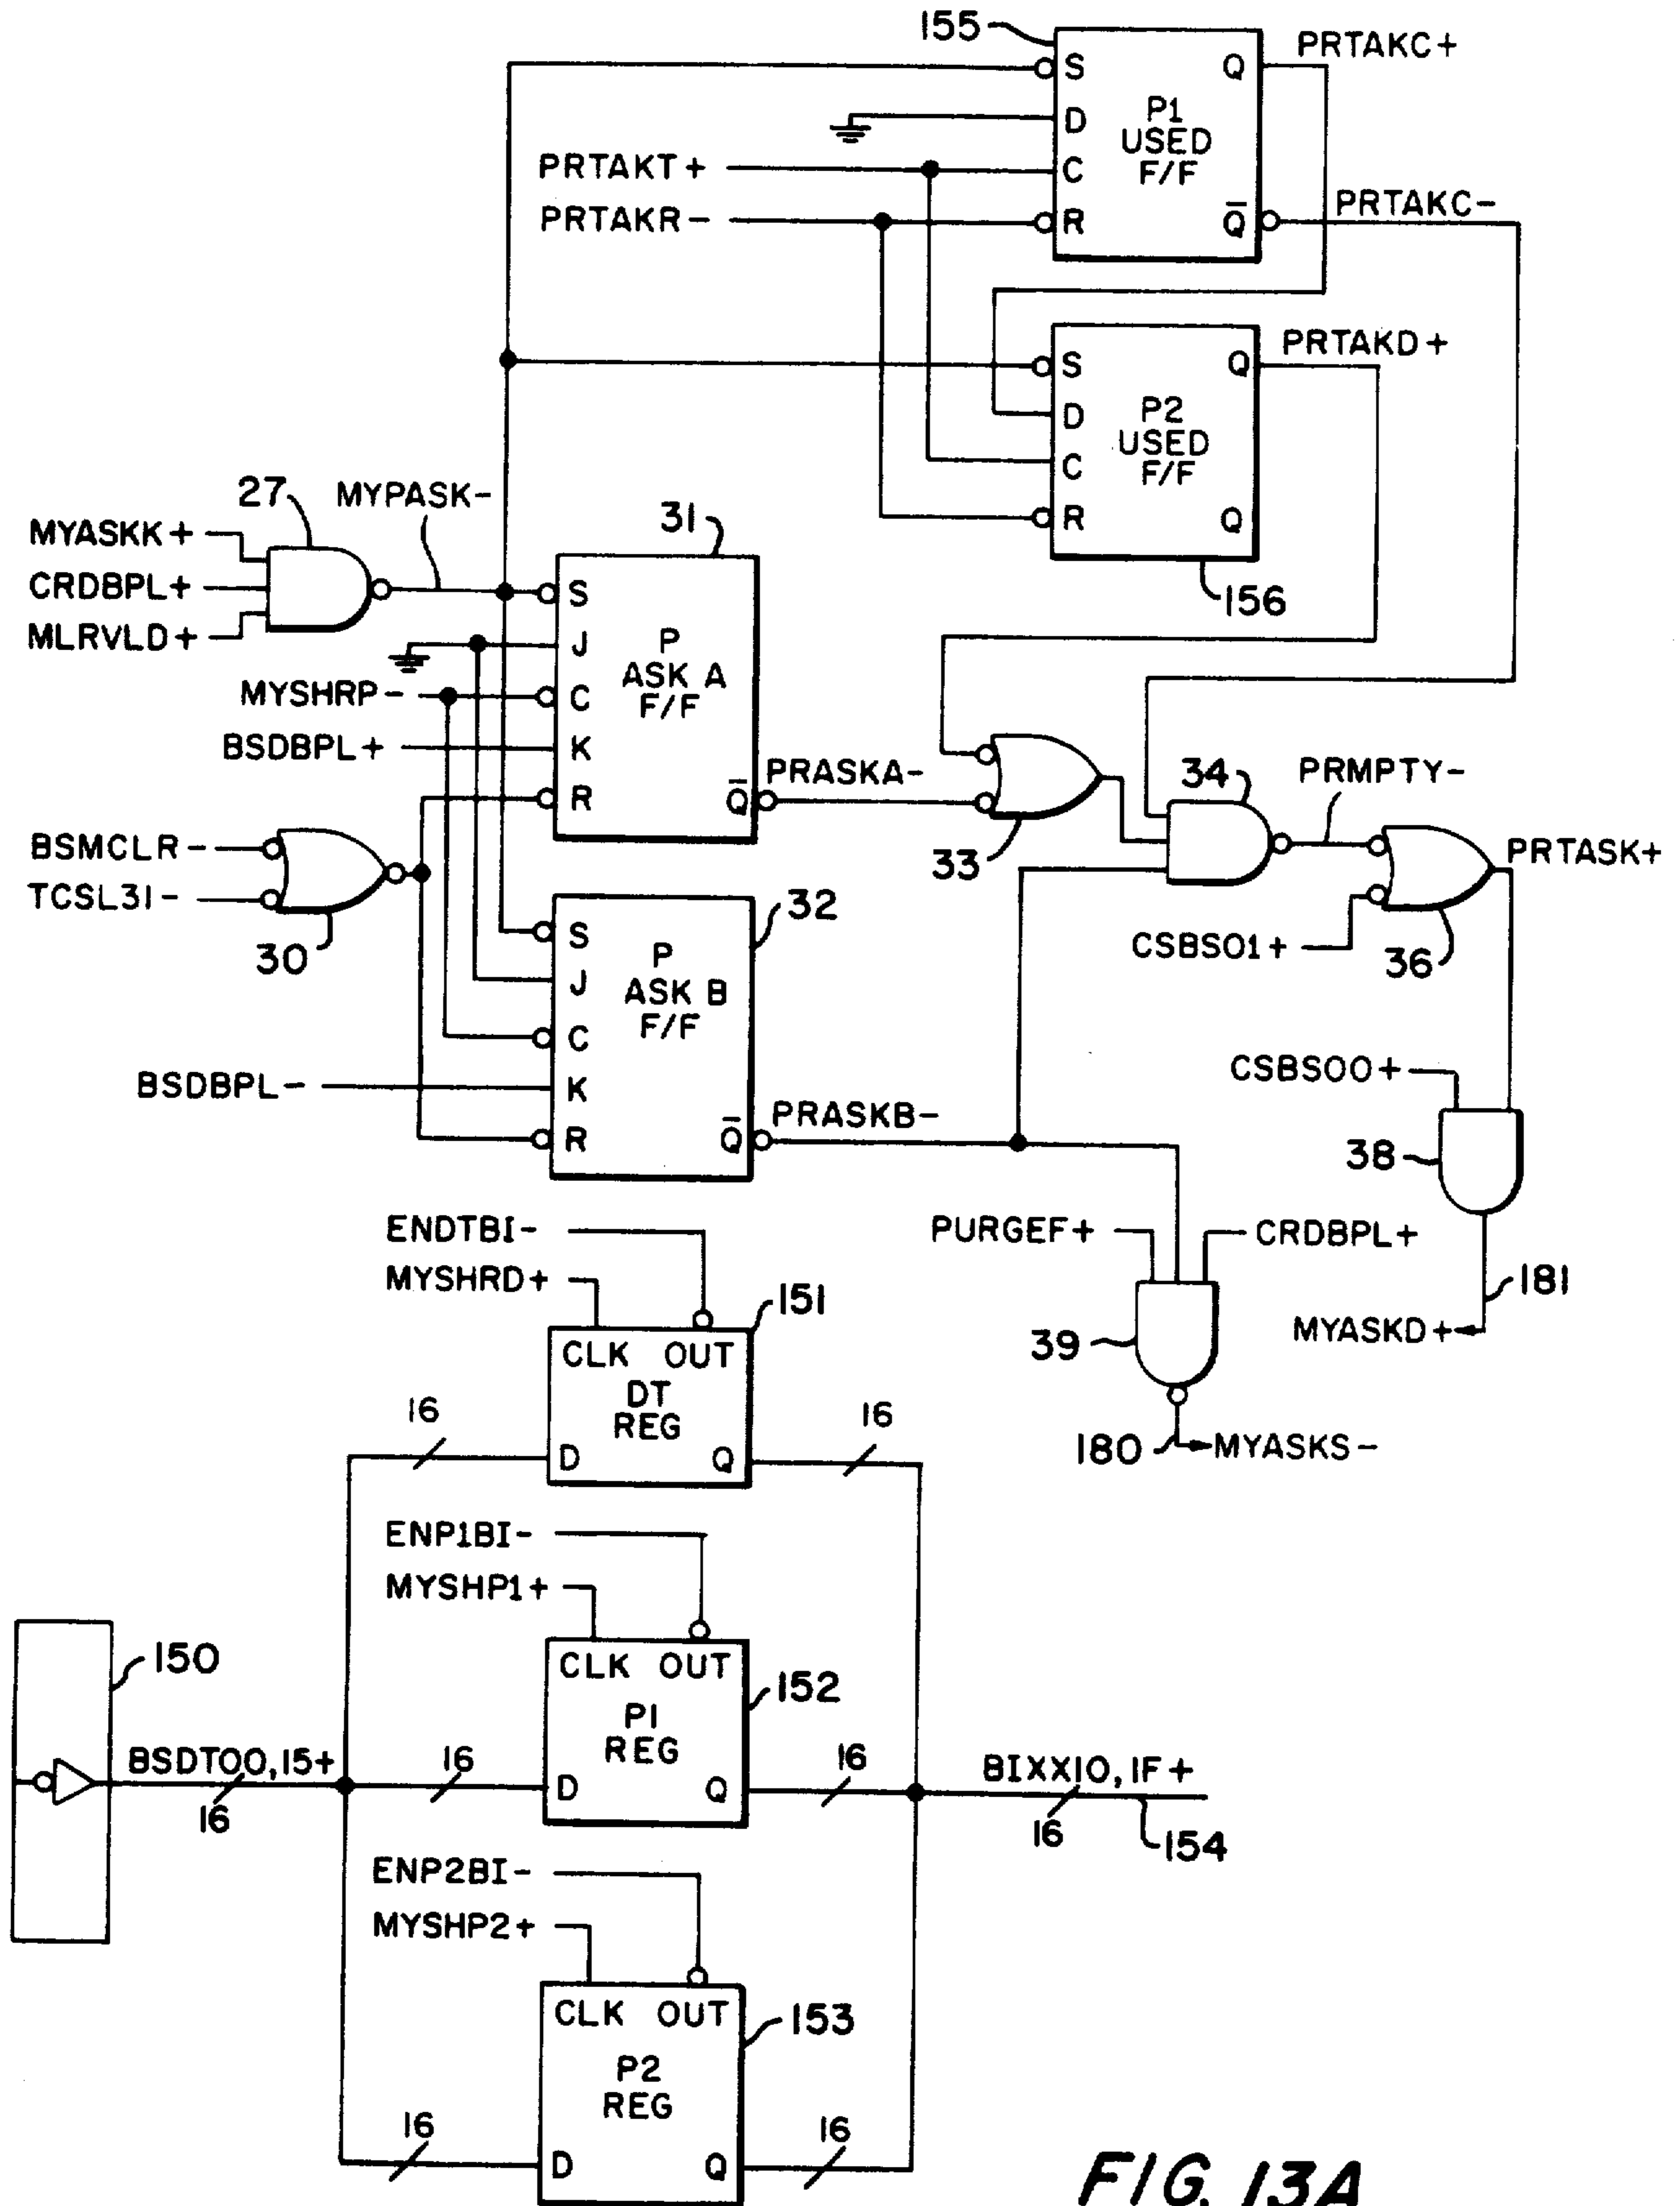 155
PRTAKC+
S Q
D
P1
USED
F/F
PRTAKT+
C
PRTAKR-
R Q
PRTAKC-
PRTAKD+
S Q
D
P2
USED
F/F
C
R Q
156
27
MYPASK-
MYASKK+
CRDBPL+
MLRVLD+
31
S
J
P
ASK A
F/F
MYSHRP-
C
BSDBPL+
K
R
Q
PRASKA-
33
34
PRMPTY-
PRTASK+
36
CSBS01+
BSMCLR-
TCSL31-
30
32
S
J
P
ASK B
F/F
C
BSDBPL-
K
R
Q
PRASKB-
CSBS00+
38
181
MYASKD+
PURGEF+
CRDBPL+
39
180
MYASKS-
ENDTBI-
MYSHRD+
151
CLK OUT
DT
REG
D Q
16
16
ENP1BI-
MYSHP1+
152
CLK OUT
P1
REG
D Q
16
16
150
BSDT00,15+
16
BIXX10,1F+
16
154
ENP2BI-
MYSHP2+
153
CLK OUT
P2
REG
D Q
16
16
FIG. 13A